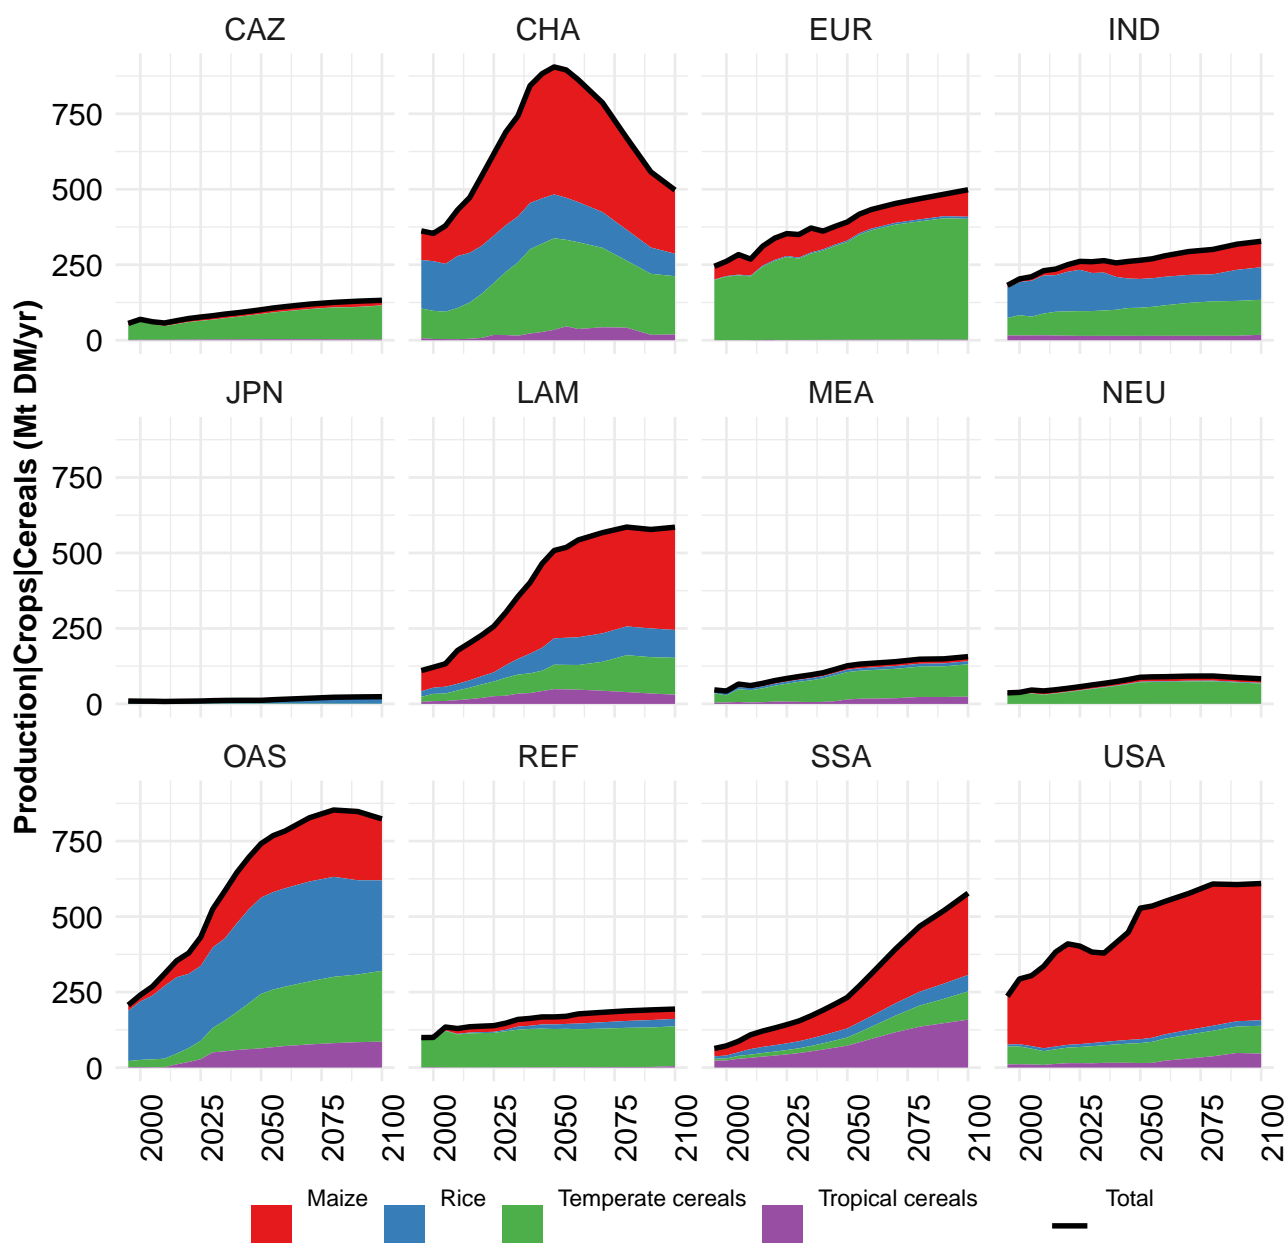 CAZ CHA EUR IND
750
500
250
0
JPN LAM MEA NEU
750
500
250
0
OAS REF SSA USA
750
500
250
0
Production|Crops|Cereals (Mt DM/yr)
2000 2025 2050 2075 2100 2000 2025 2050 2075 2100 2000 2025 2050 2075 2100 2000 2025 2050 2075 2100
Maize Rice Temperate cereals Tropical cereals Total